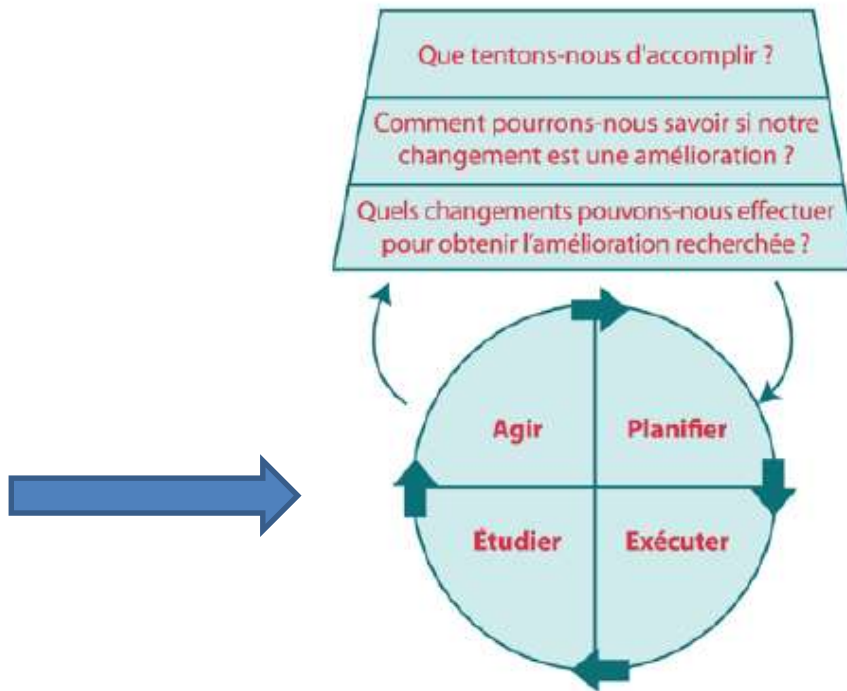 Que tentons-nous d'accomplir ?
Comment pourrons-nous savoir si notre
changement est une amélioration ?
Quels changements pouvons-nous effectuer
pour obtenir l'amélioration recherchée ?
Agir
Planifier
Étudier
Exécuter